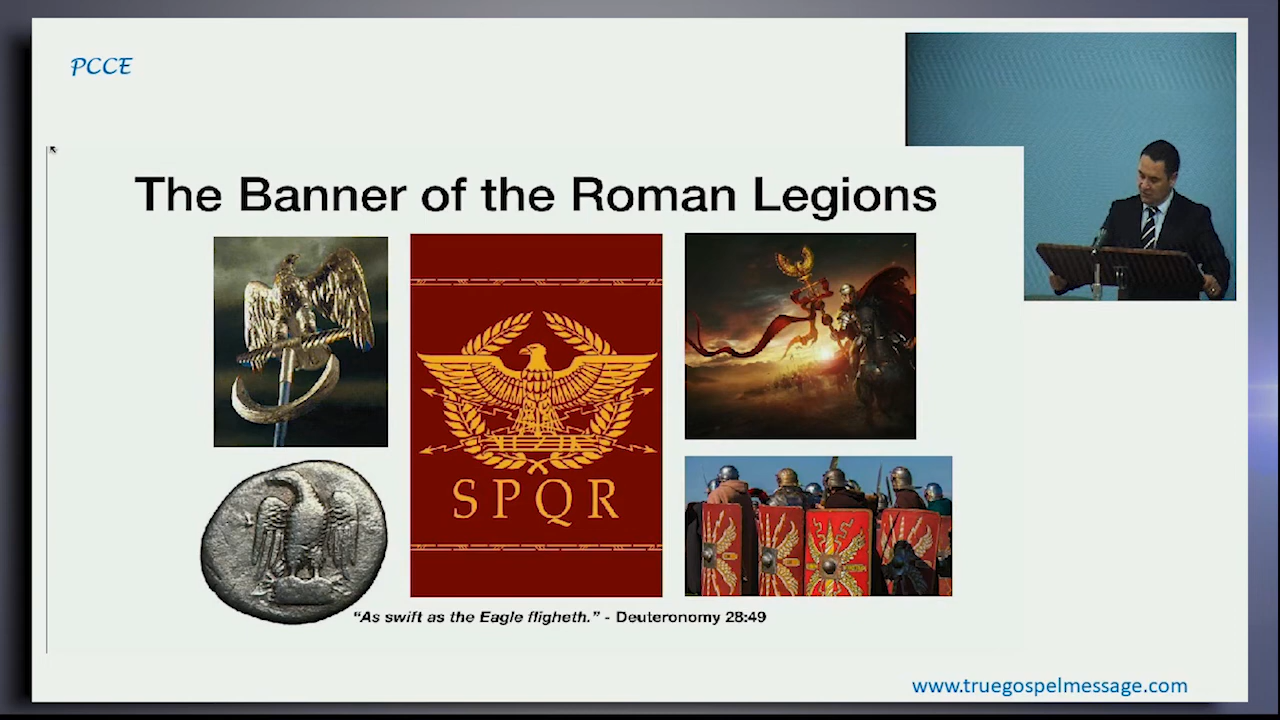 PCCE
The Banner of the Roman Legions
SPQR
“As swift as the Eagle fligheth.” - Deuteronomy 28:49
www.truegospelmessage.com